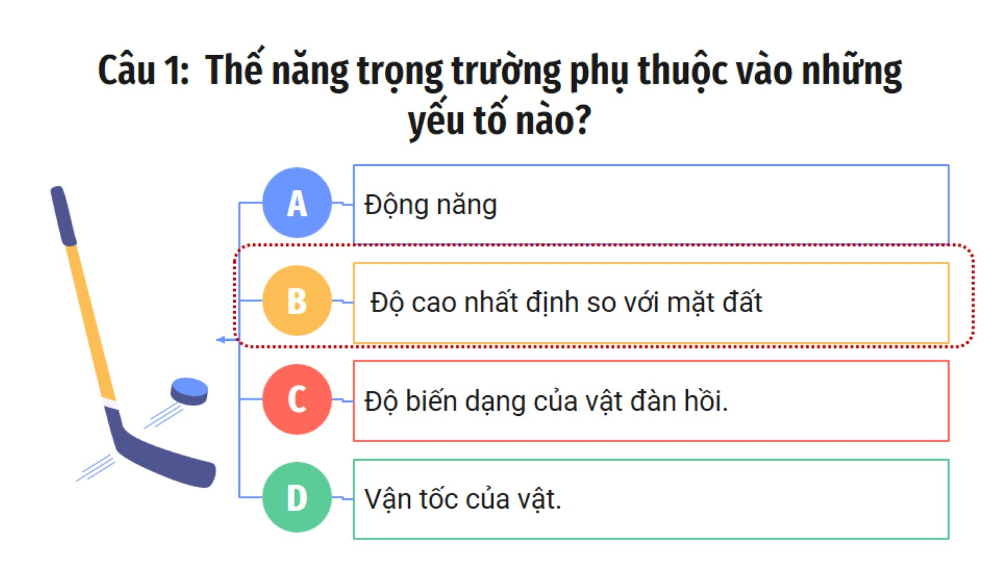 Câu 1: Thế năng trọng trường phụ thuộc vào những
yếu tố nào?
A
Động năng
B
Độ cao nhất định so với mặt đất
C
Độ biến dạng của vật đàn hồi.
D
Vận tốc của vật.